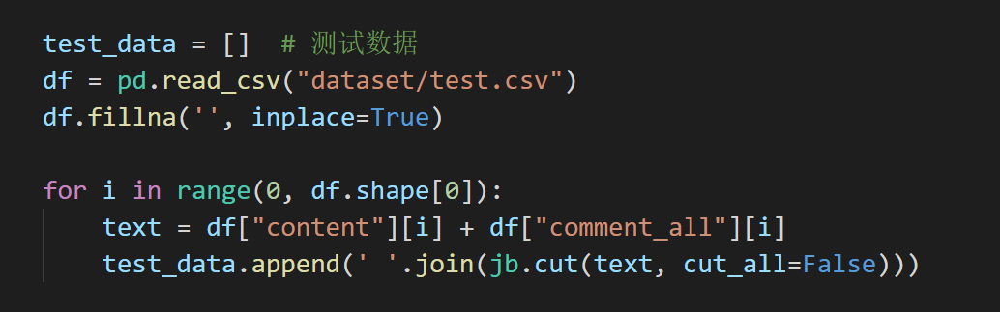 test_data = []  # 测试数据
df = pd.read_csv("dataset/test.csv")
df.fillna('', inplace=True)
for i in range(0, df.shape[0]):
    text = df["content"][i] + df["comment_all"][i]
    test_data.append(' '.join(jb.cut(text, cut_all=False)))